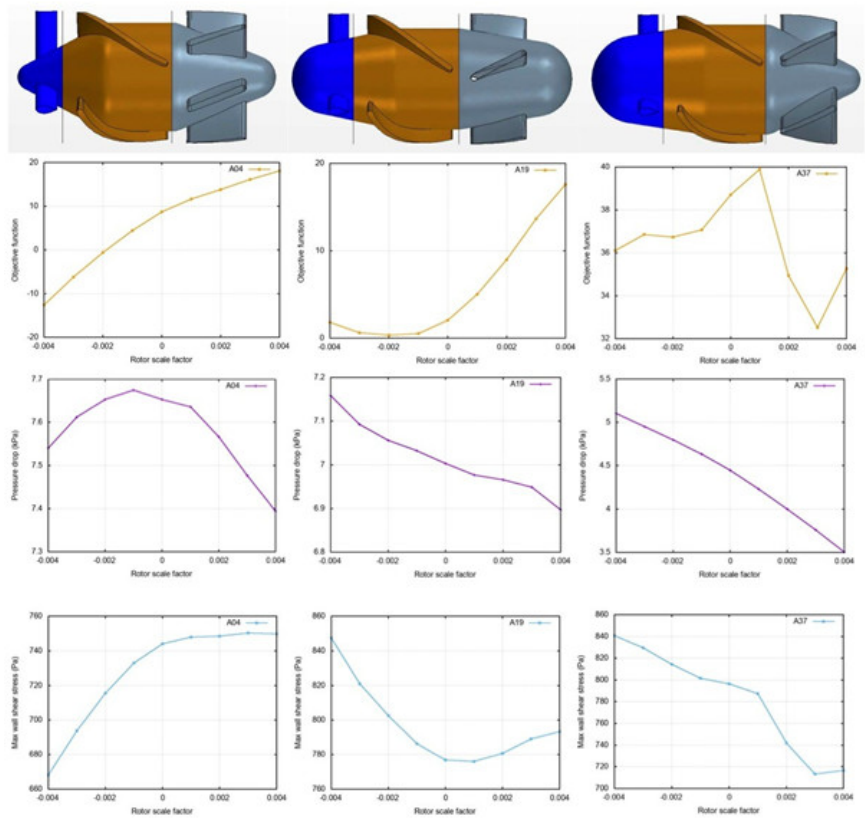 A04
Objective function
20
10
0
-10
-20
-0.004 -0.002 0 0.002 0.004
Rotor scale factor
A19
Objective function
20
10
0
-0.004 -0.002 0 0.002 0.004
Rotor scale factor
A37
Objective function
40
38
36
34
32
-0.004 -0.002 0 0.002 0.004
Rotor scale factor
A04
Pressure drop (kPa)
7.7
7.6
7.5
7.4
7.3
-0.004 -0.002 0 0.002 0.004
Rotor scale factor
A19
Pressure drop (kPa)
7.2
7.1
7
6.9
6.8
-0.004 -0.002 0 0.002 0.004
Rotor scale factor
A37
Pressure drop (kPa)
5.5
5
4.5
4
3.5
-0.004 -0.002 0 0.002 0.004
Rotor scale factor
A04
Max wall shear stress (Pa)
760
740
720
700
680
660
-0.004 -0.002 0 0.002 0.004
Rotor scale factor
A19
Max wall shear stress (Pa)
860
840
820
800
780
760
-0.004 -0.002 0 0.002 0.004
Rotor scale factor
A37
Max wall shear stress (Pa)
860
840
820
800
780
760
740
720
700
-0.004 -0.002 0 0.002 0.004
Rotor scale factor